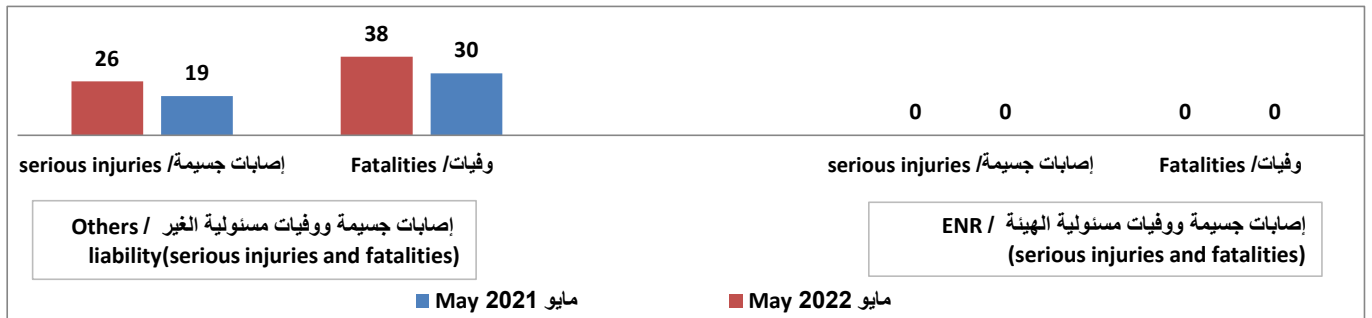 38
30
26
19
0
0
0
0
إصابات جسيمة/ serious injuries
وفيات/ Fatalities
إصابات جسيمة/ serious injuries
وفيات/ Fatalities
إصابات جسيمة ووفيات مسئولية الغير / Others
liability(serious injuries and fatalities)
إصابات جسيمة ووفيات مسئولية الهيئة / ENR
(serious injuries and fatalities)
مايو May 2021
مايو May 2022